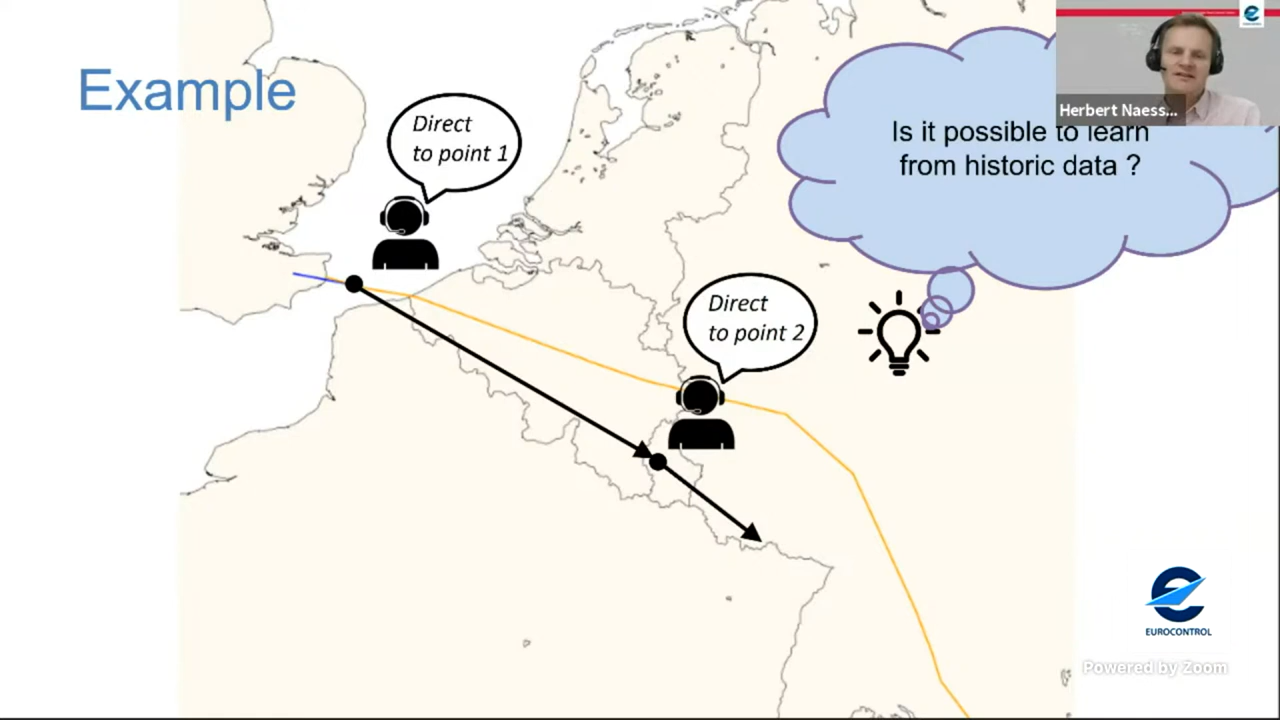 Example
Direct
to point 1
Herbert Naess...
Is it possible to learn
from historic data ?
Direct
to point 2
EUROCONTROL
Powered by Zoom